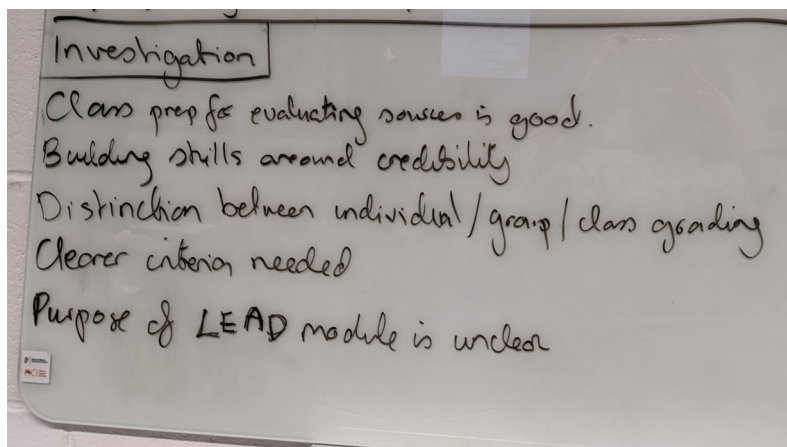 Investigation
Class prep for evaluating sources is good.
Building skills around credibility
Distinction between individual/group/class grading
Clearer criteria needed
Purpose of LEAD module is unclear